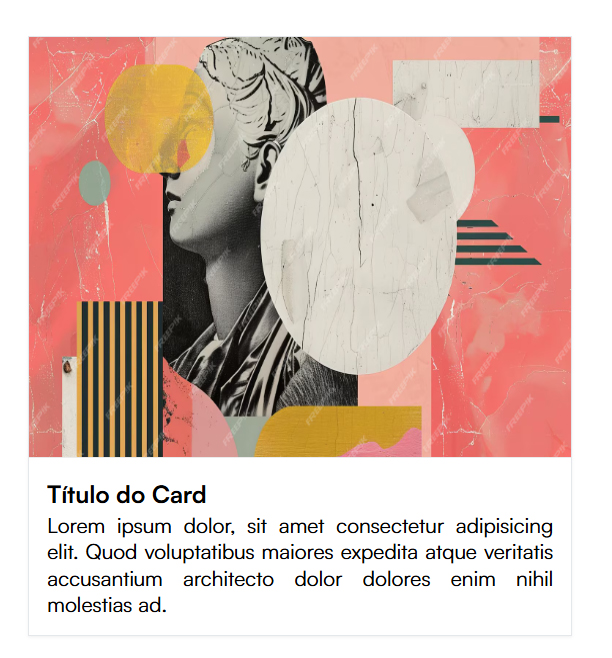 Título do Card
Lorem ipsum dolor, sit amet consectetur adipisicing
elit. Quod voluptatibus maiores expedita atque veritatis
accusantium architecto dolor dolores enim nihil
molestias ad.